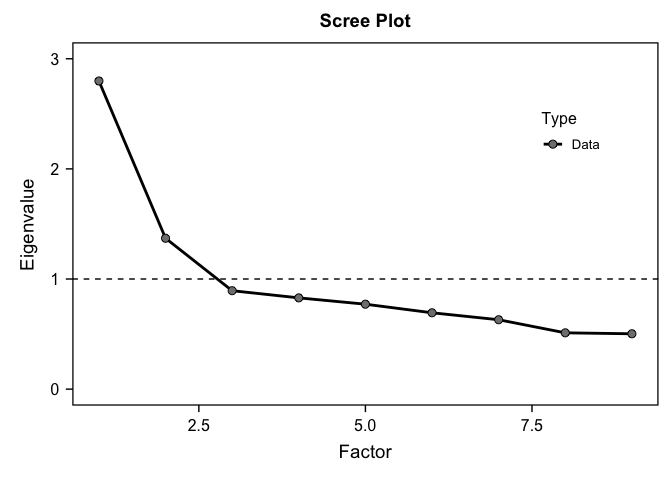 Scree Plot
3
2
1
0
Eigenvalue
Type
Data
2.5 5.0 7.5
Factor